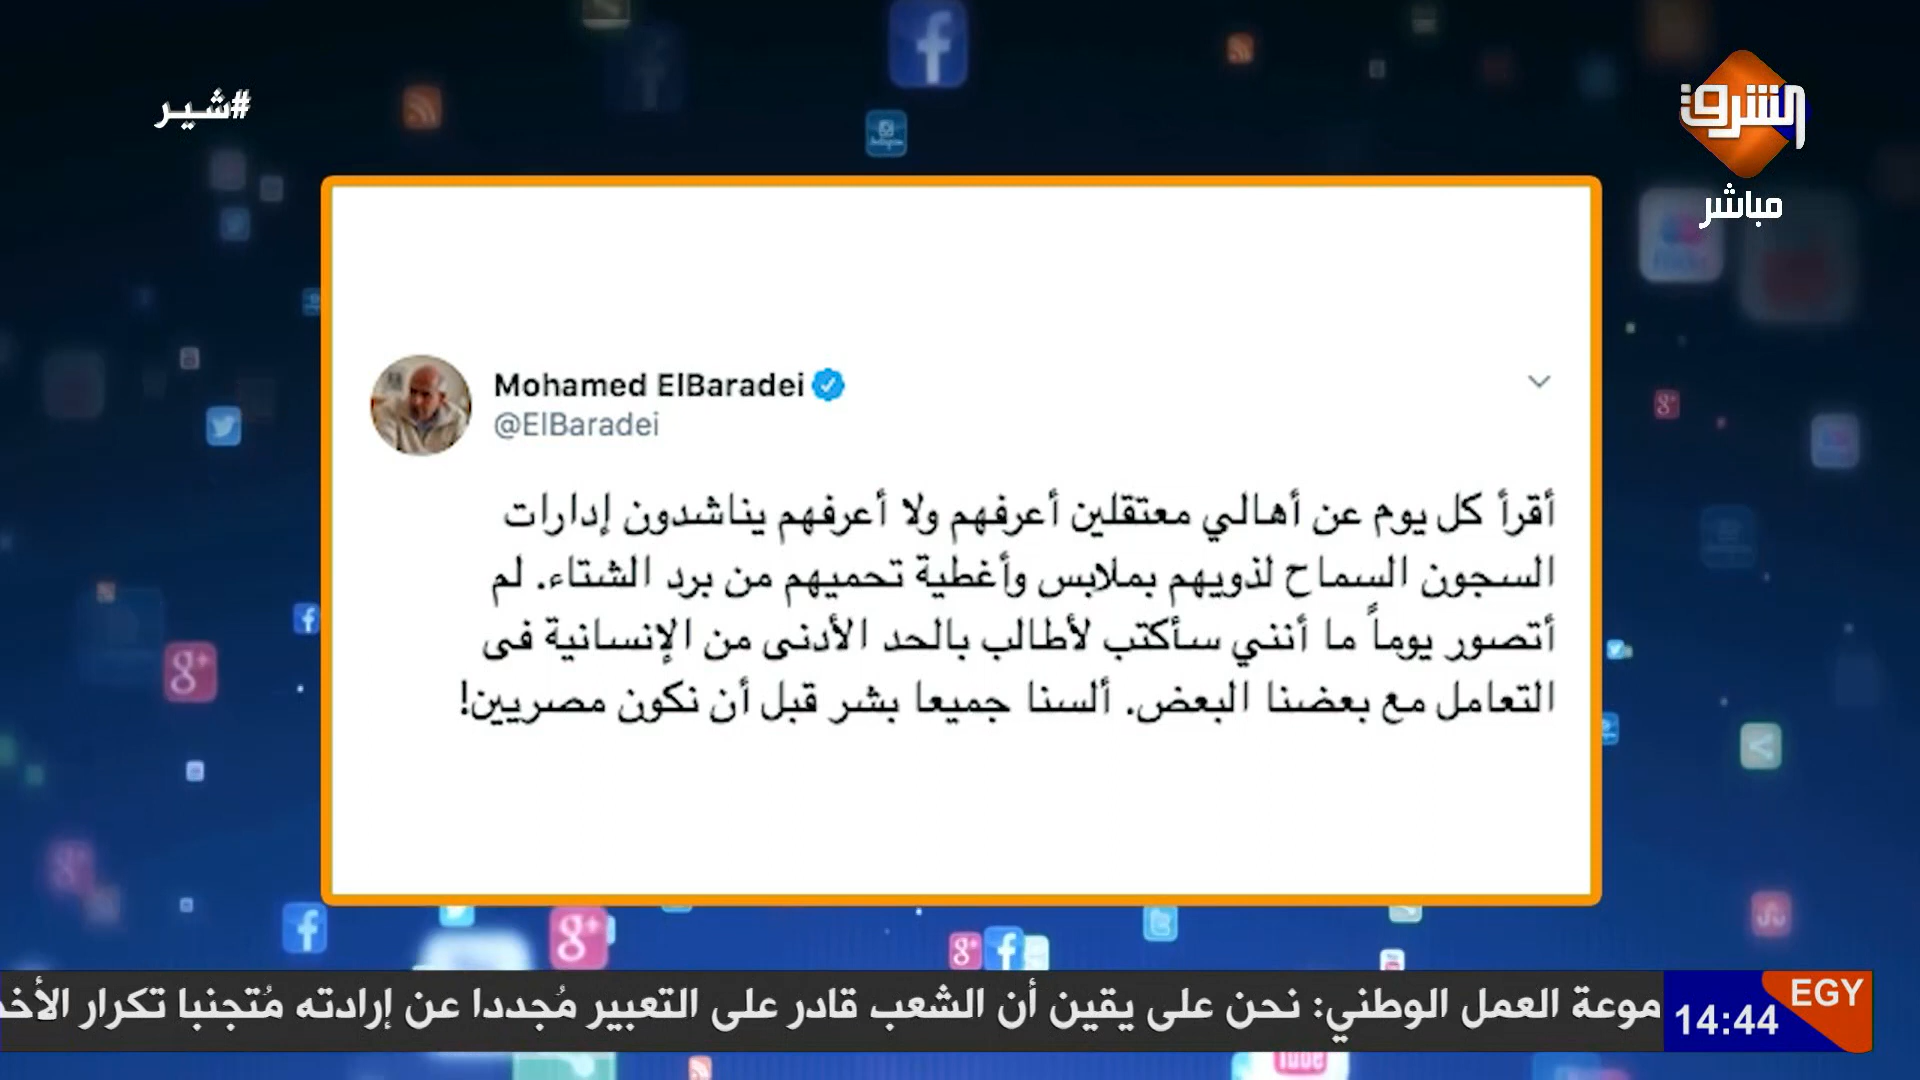 #شير
الشرق
مباشر
Mohamed ElBaradei
@ElBaradei
أقرأ كل يوم عن أهالي معتقلين أعرفهم ولا أعرفهم يناشدون إدارات
السجون السماح لذويهم بملابس وأغطية تحميهم من برد الشتاء. لم
أتصور يوماً ما أنني سأكتب لأطالب بالحد الأدنى من الإنسانية فى
التعامل مع بعضنا البعض. ألسنا جميعا بشر قبل أن نكون مصريين!
موعة العمل الوطني: نحن على يقين أن الشعب قادر على التعبير مُجددا عن إرادته مُتجنبا تكرار الأخ
EGY
14:44